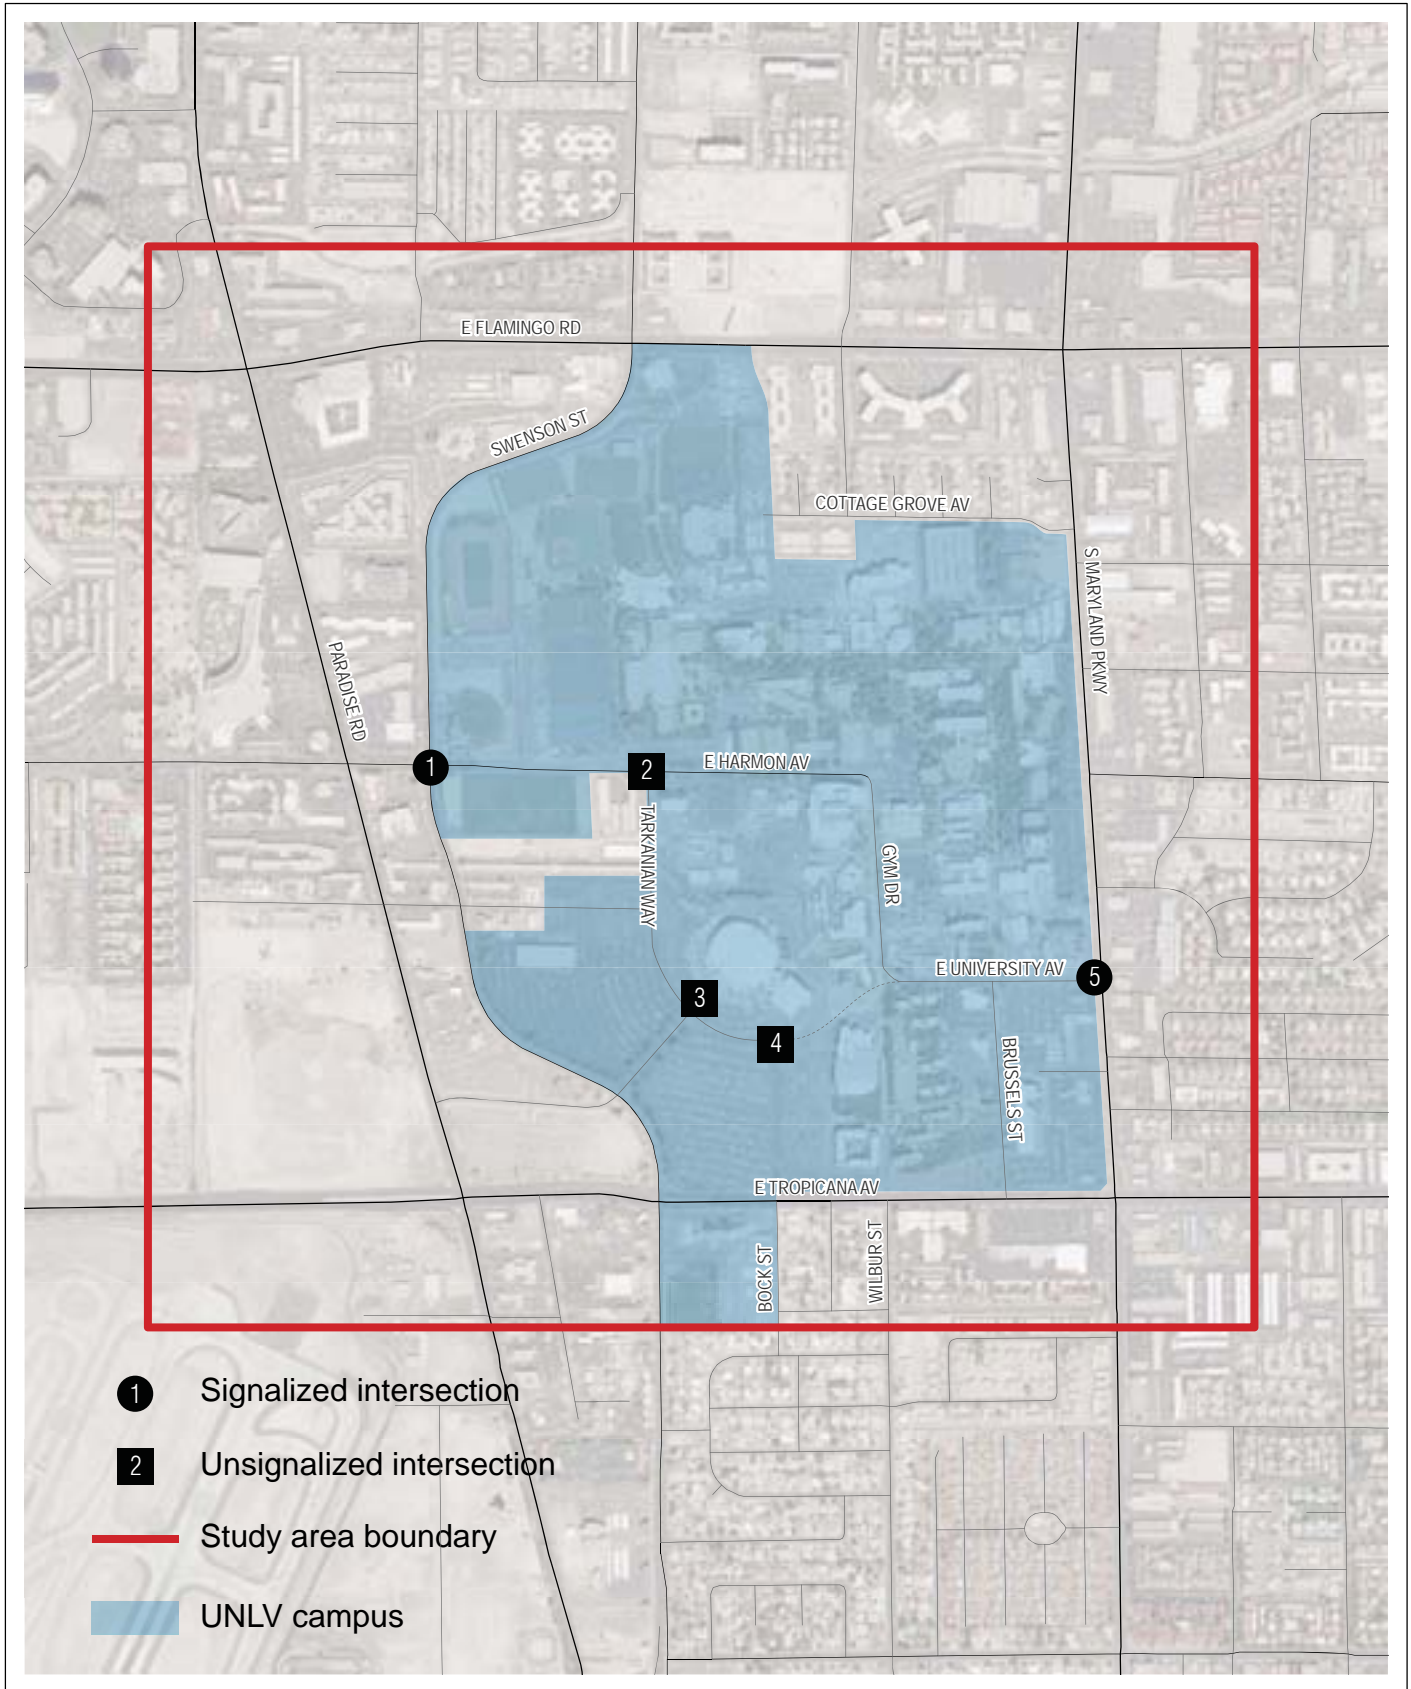 E FLAMINGO RD
SWENSON ST
COTTAGE GROVE AV
S MARYLAND PKWY
PARADISE RD
1
2
E HARMON AV
TARKANIAN WAY
GYM DR
E UNIVERSITY AV
5
3
4
BRUSSELS ST
E TROPICANA AV
BOCK ST
WILBUR ST
1 Signalized intersection
2 Unsignalized intersection
Study area boundary
UNLV campus